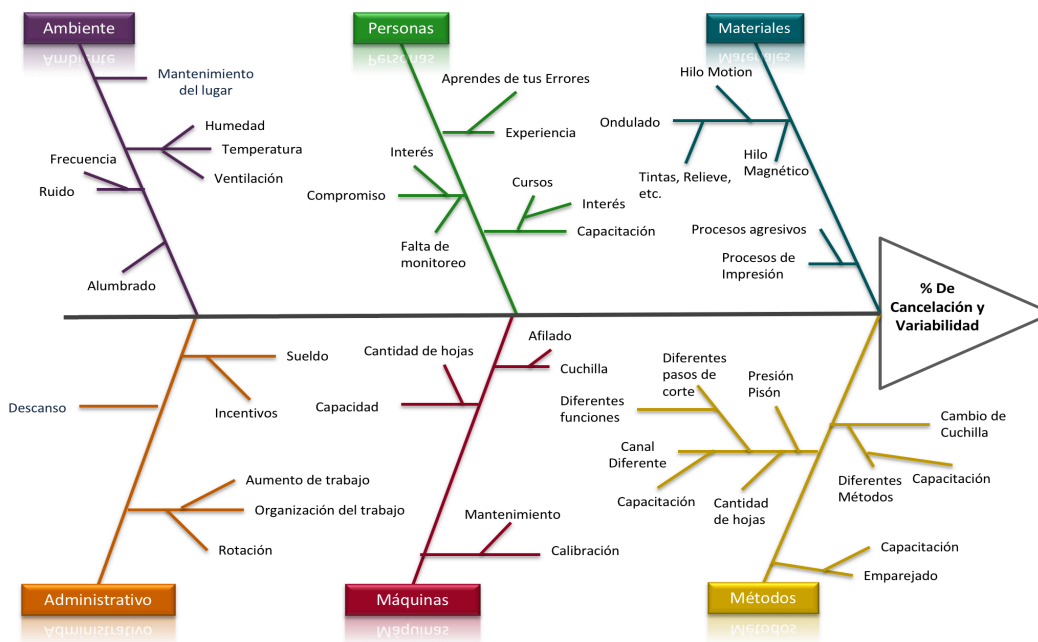 Ambiente
Personas
Materiales
Mantenimiento
del lugar
Humedad
Temperatura
Ventilación
Frecuencia
Ruido
Alumbrado
Aprendes de tus Errores
Experiencia
Interés
Compromiso
Falta de
monitoreo
Cursos
Interés
Capacitación
Hilo Motion
Ondulado
Tintas, Relieve,
etc.
Hilo
Magnético
Procesos agresivos
Procesos de
Impresión
% De
Cancelación y
Variabilidad
Sueldo
Incentivos
Descanso
Aumento de trabajo
Organización del trabajo
Rotación
Afilado
Cuchilla
Cantidad de hojas
Capacidad
Mantenimiento
Calibración
Diferentes
pasos de
corte
Diferentes
funciones
Presión
Pisón
Canal
Diferente
Capacitación
Cantidad
de hojas
Cambio de
Cuchilla
Diferentes
Métodos
Capacitación
Capacitación
Emparejado
Administrativo
Máquinas
Métodos